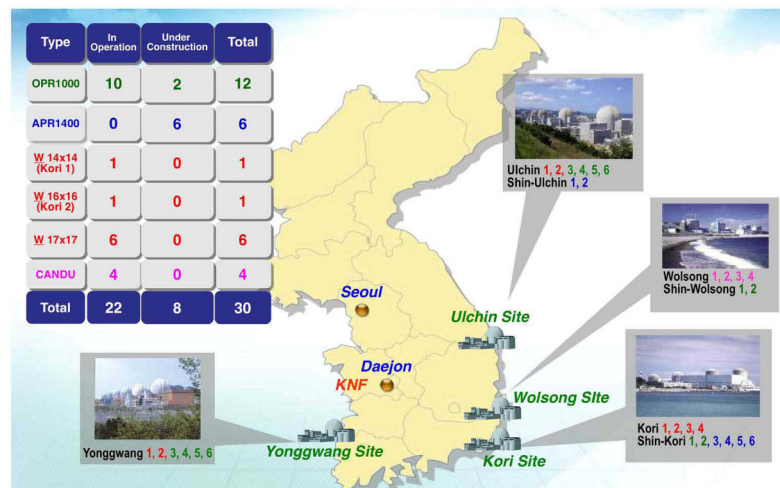 Type In Operation Under Construction Total
OPR1000 10 2 12
APR1400 0 6 6
W 14x14 (Kori 1) 1 0 1
W 16x16 (Kori 2) 1 0 1
W 17x17 6 0 6
CANDU 4 0 4
Total 22 8 30
Ulchin 1, 2, 3, 4, 5, 6
Shin-Ulchin 1, 2
Wolsong 1, 2, 3, 4
Shin-Wolsong 1, 2
Seoul
Ulchin Site
Daejon
KNF
Wolsong SIte
Yonggwang Site
Kori Site
Yonggwang 1, 2, 3, 4, 5, 6
Kori 1, 2, 3, 4
Shin-Kori 1, 2, 3, 4, 5, 6